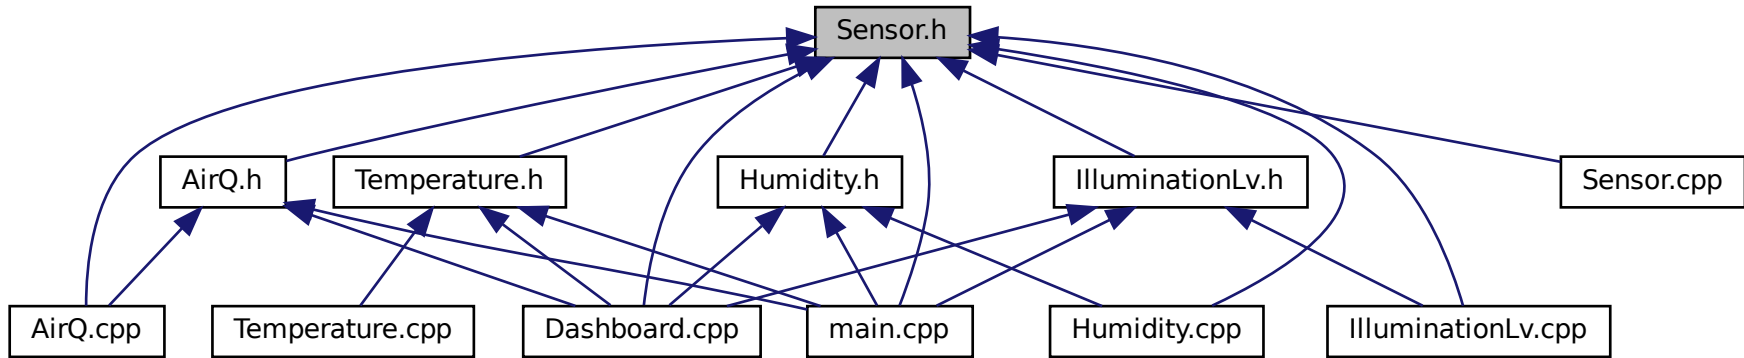 Sensor.h
AirQ.h
Temperature.h
Humidity.h
IlluminationLv.h
Sensor.cpp
AirQ.cpp
Temperature.cpp
Dashboard.cpp
main.cpp
Humidity.cpp
IlluminationLv.cpp